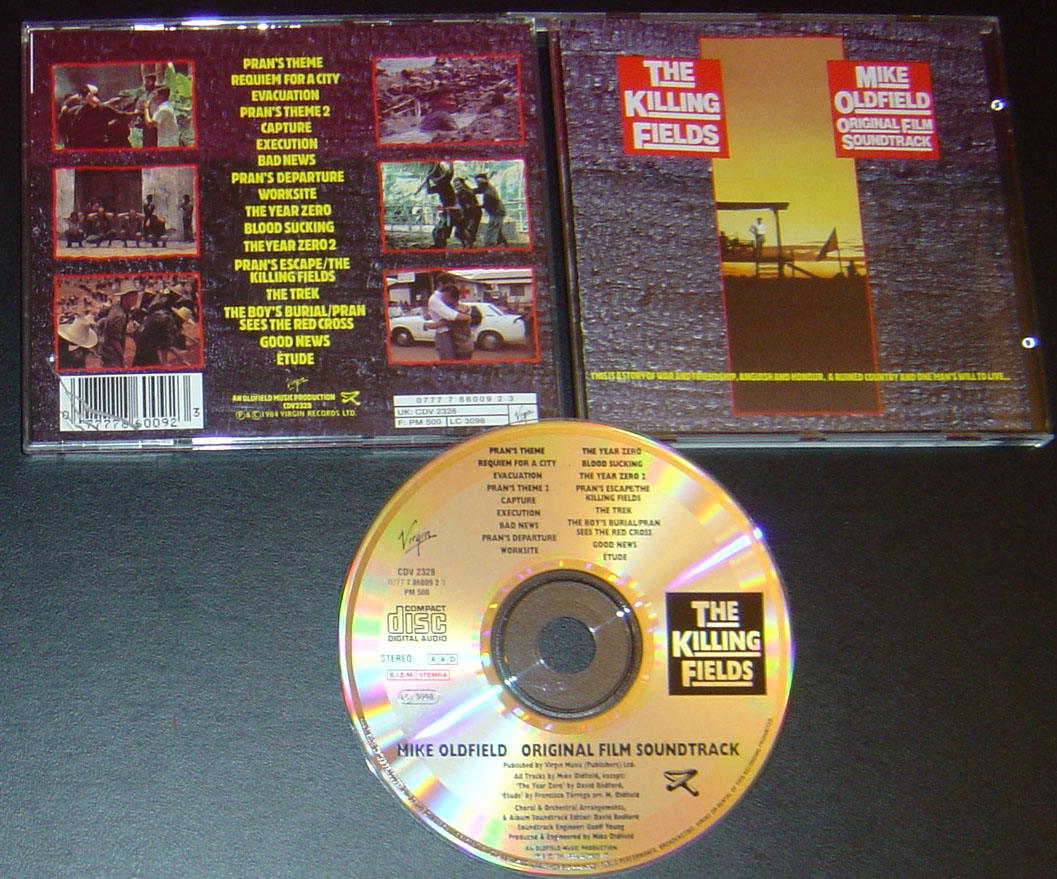 PRAN'S THEME
REQUIEM FOR A CITY
EVACUATION
PRAN'S THEME 2
CAPTURE
EXECUTION
BAD NEWS
PRAN'S DEPARTURE
WORKSITE
THE YEAR ZERO
BLOOD SUCKING
THE YEAR ZERO 2
PRAN'S ESCAPE/THE
KILLING FIELDS
THE TREK
THE BOY'S BURIAL/PRAN
SEES THE RED CROSS
GOOD NEWS
ÉTUDE
Virgin
AN OLDFIELD MUSIC PRODUCTION
CDV2328
Ⓟ & © 1984 VIRGIN RECORDS LTD.
0777 7 86009 2 3
UK: CDV 2328
F: PM 500 LC 3098
Virgin
THE
KILLING
FIELDS
MIKE
OLDFIELD
ORIGINAL FILM
SOUNDTRACK
THIS IS A STORY OF WAR AND FRIENDSHIP, ANGUISH AND HONOUR, A RUINED COUNTRY AND ONE MAN'S WILL TO LIVE...
PRAN'S THEME
REQUIEM FOR A CITY
EVACUATION
PRAN'S THEME 2
CAPTURE
EXECUTION
BAD NEWS
PRAN'S DEPARTURE
WORKSITE
THE YEAR ZERO
BLOOD SUCKING
THE YEAR ZERO 2
PRAN'S ESCAPE/THE
KILLING FIELDS
THE TREK
THE BOY'S BURIAL/PRAN
SEES THE RED CROSS
GOOD NEWS
ÉTUDE
Virgin
CDV 2328
0777 7 86009 2 3
PM 500
COMPACT
disc
DIGITAL AUDIO
STEREO AAD
B.I.E.M. STEMRA
LC 3098
THE
KILLING
FIELDS
MIKE OLDFIELD ORIGINAL FILM SOUNDTRACK
Published by Virgin Music (Publishers) Ltd.
All Tracks by Mike Oldfield, except:
'The Year Zero' by David Bedford,
'Étude' by Francisco Tárrega arr. M. Oldfield
Choral & Orchestral Arrangements,
& Album Soundtrack Editor: David Bedford
Soundtrack Engineer: Geoff Young
Produced & Engineered by Mike Oldfield
AN OLDFIELD MUSIC PRODUCTION